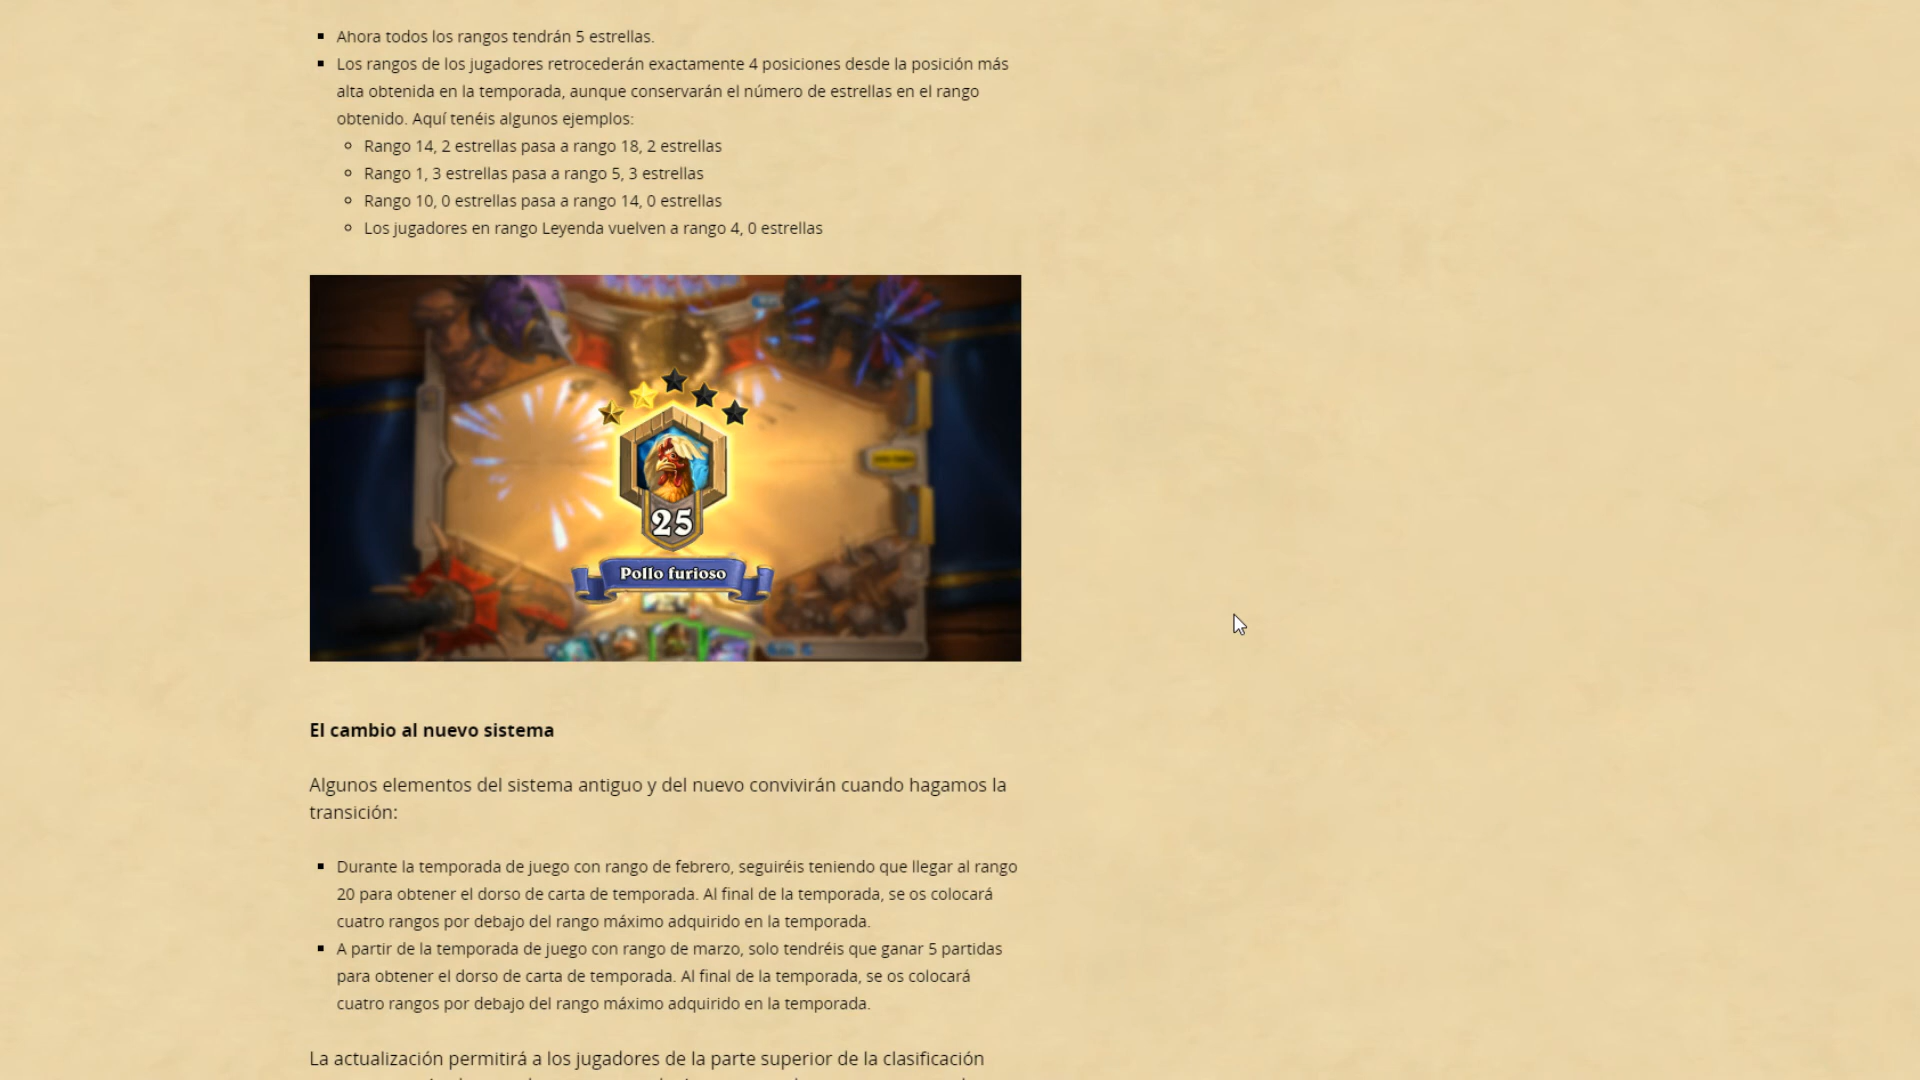 Ahora todos los rangos tendrán 5 estrellas.
Los rangos de los jugadores retrocederán exactamente 4 posiciones desde la posición más
alta obtenida en la temporada, aunque conservarán el número de estrellas en el rango
obtenido. Aquí tenéis algunos ejemplos:
Rango 14, 2 estrellas pasa a rango 18, 2 estrellas
Rango 1, 3 estrellas pasa a rango 5, 3 estrellas
Rango 10, 0 estrellas pasa a rango 14, 0 estrellas
Los jugadores en rango Leyenda vuelven a rango 4, 0 estrellas
25
Pollo furioso
El cambio al nuevo sistema
Algunos elementos del sistema antiguo y del nuevo convivirán cuando hagamos la
transición:
Durante la temporada de juego con rango de febrero, seguiréis teniendo que llegar al rango
20 para obtener el dorso de carta de temporada. Al final de la temporada, se os colocará
cuatro rangos por debajo del rango máximo adquirido en la temporada.
A partir de la temporada de juego con rango de marzo, solo tendréis que ganar 5 partidas
para obtener el dorso de carta de temporada. Al final de la temporada, se os colocará
cuatro rangos por debajo del rango máximo adquirido en la temporada.
La actualización permitirá a los jugadores de la parte superior de la clasificación